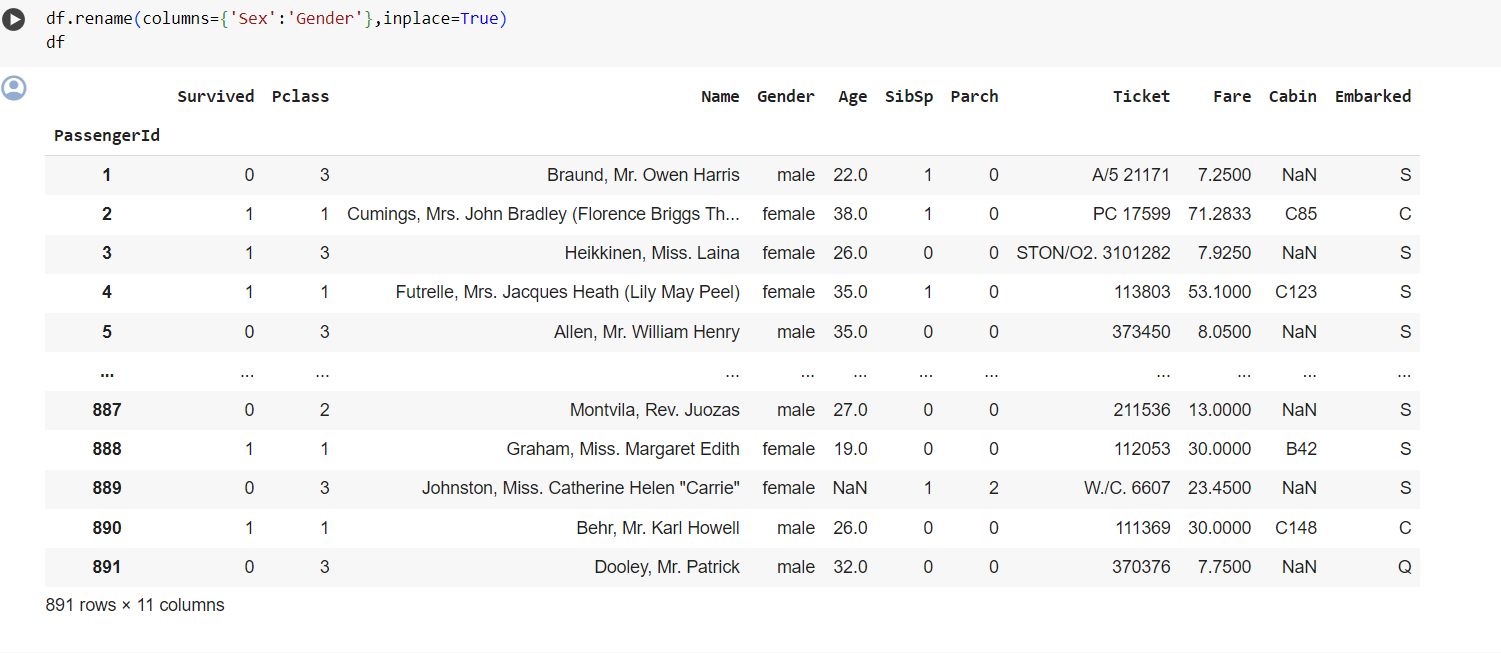 df.rename(columns={'Sex':'Gender'},inplace=True)
df
Survived Pclass Name Gender Age SibSp Parch Ticket Fare Cabin Embarked
PassengerId
1 0 3 Braund, Mr. Owen Harris male 22.0 1 0 A/5 21171 7.2500 NaN S
2 1 1 Cumings, Mrs. John Bradley (Florence Briggs Th... female 38.0 1 0 PC 17599 71.2833 C85 C
3 1 3 Heikkinen, Miss. Laina female 26.0 0 0 STON/O2. 3101282 7.9250 NaN S
4 1 1 Futrelle, Mrs. Jacques Heath (Lily May Peel) female 35.0 1 0 113803 53.1000 C123 S
5 0 3 Allen, Mr. William Henry male 35.0 0 0 373450 8.0500 NaN S
... ... ... ... ... ... ... ... ... ... ... ...
887 0 2 Montvila, Rev. Juozas male 27.0 0 0 211536 13.0000 NaN S
888 1 1 Graham, Miss. Margaret Edith female 19.0 0 0 112053 30.0000 B42 S
889 0 3 Johnston, Miss. Catherine Helen "Carrie" female NaN 1 2 W./C. 6607 23.4500 NaN S
890 1 1 Behr, Mr. Karl Howell male 26.0 0 0 111369 30.0000 C148 C
891 0 3 Dooley, Mr. Patrick male 32.0 0 0 370376 7.7500 NaN Q
891 rows × 11 columns